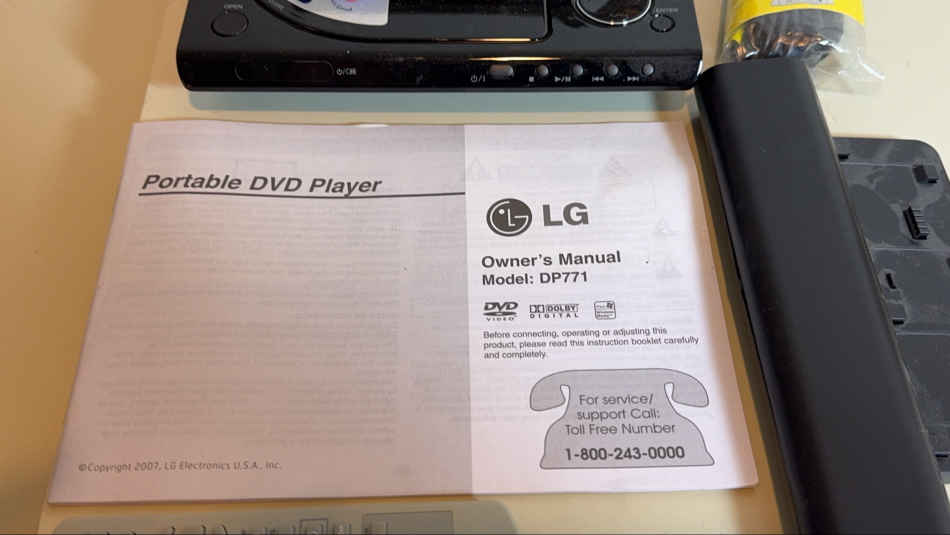 OPEN
ENTER
Portable DVD Player
LG
Owner's Manual
Model: DP771
DVD
VIDEO
DOLBY
DIGITAL
Before connecting, operating or adjusting this
product, please read this instruction booklet carefully
and completely.
For service/
support Call:
Toll Free Number
1-800-243-0000
©Copyright 2007, LG Electronics U.S.A., Inc.